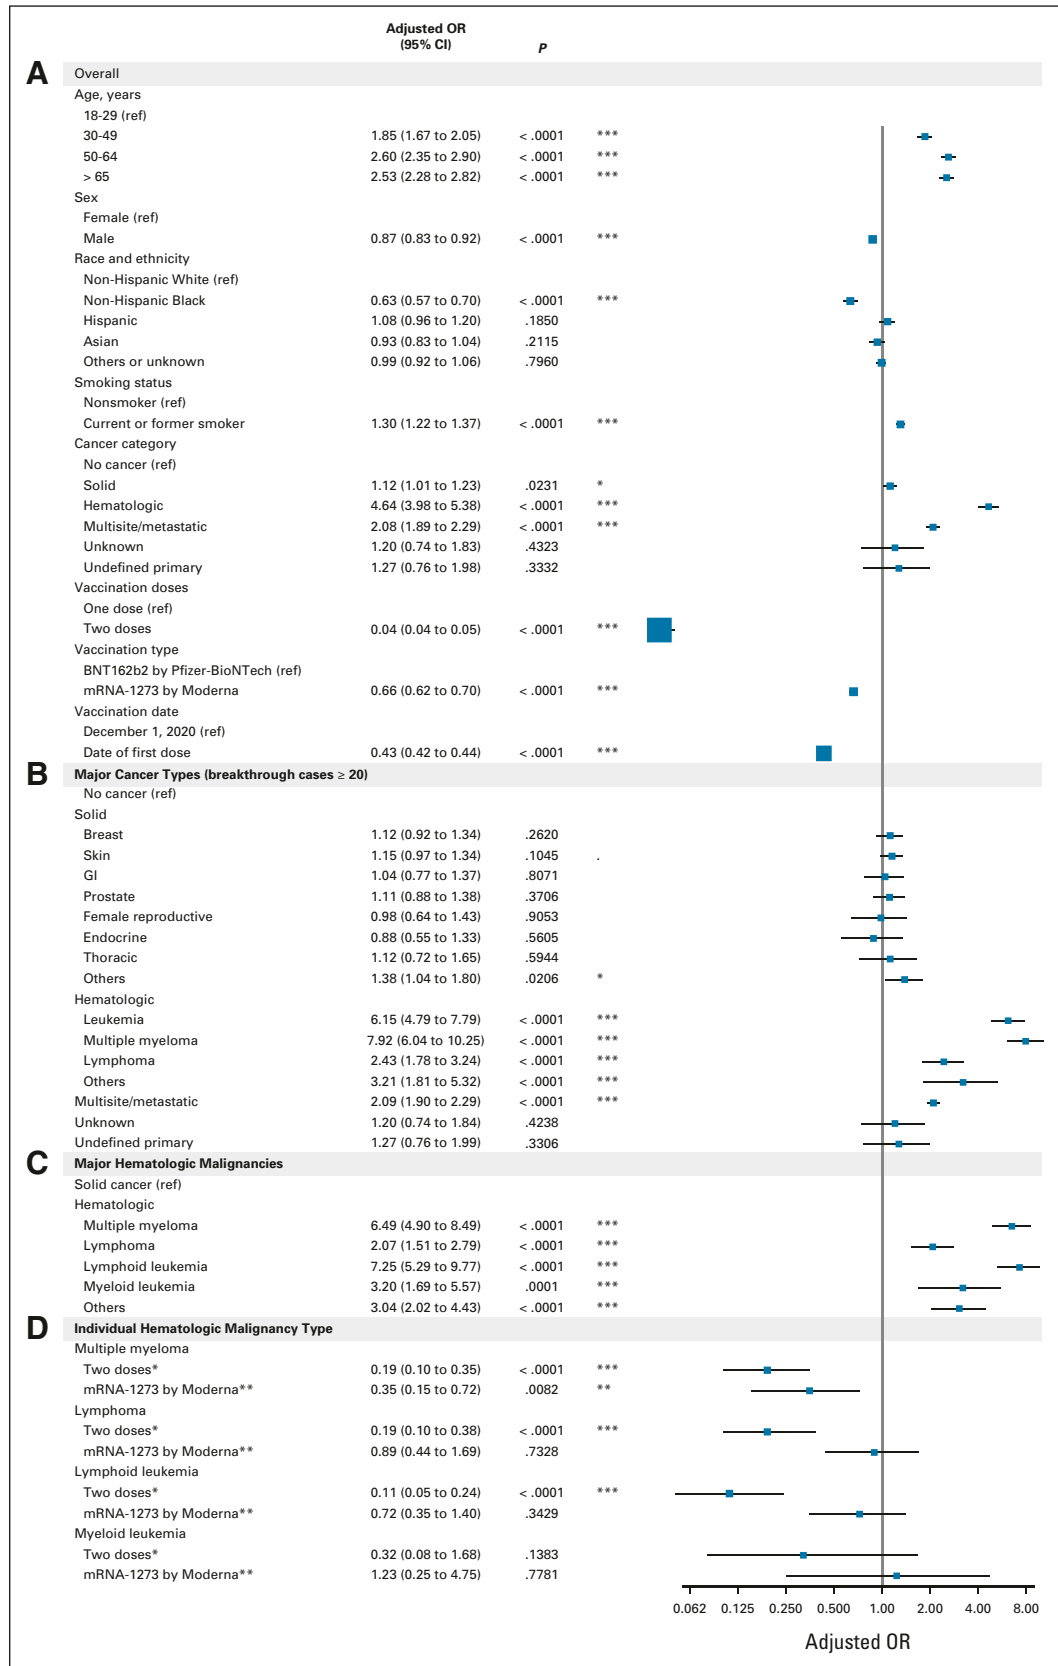 Adjusted OR
(95% CI) P
A Overall
Age, years
18-29 (ref)
30-49 1.85 (1.67 to 2.05) < .0001 ***
50-64 2.60 (2.35 to 2.90) < .0001 ***
> 65 2.53 (2.28 to 2.82) < .0001 ***
Sex
Female (ref)
Male 0.87 (0.83 to 0.92) < .0001 ***
Race and ethnicity
Non-Hispanic White (ref)
Non-Hispanic Black 0.63 (0.57 to 0.70) < .0001 ***
Hispanic 1.08 (0.96 to 1.20) .1850
Asian 0.93 (0.83 to 1.04) .2115
Others or unknown 0.99 (0.92 to 1.06) .7960
Smoking status
Nonsmoker (ref)
Current or former smoker 1.30 (1.22 to 1.37) < .0001 ***
Cancer category
No cancer (ref)
Solid 1.12 (1.01 to 1.23) .0231 *
Hematologic 4.64 (3.98 to 5.38) < .0001 ***
Multisite/metastatic 2.08 (1.89 to 2.29) < .0001 ***
Unknown 1.20 (0.74 to 1.83) .4323
Undefined primary 1.27 (0.76 to 1.98) .3332
Vaccination doses
One dose (ref)
Two doses 0.04 (0.04 to 0.05) < .0001 ***
Vaccination type
BNT162b2 by Pfizer-BioNTech (ref)
mRNA-1273 by Moderna 0.66 (0.62 to 0.70) < .0001 ***
Vaccination date
December 1, 2020 (ref)
Date of first dose 0.43 (0.42 to 0.44) < .0001 ***
B Major Cancer Types (breakthrough cases ≥ 20)
No cancer (ref)
Solid
Breast 1.12 (0.92 to 1.34) .2620
Skin 1.15 (0.97 to 1.34) .1045 .
GI 1.04 (0.77 to 1.37) .8071
Prostate 1.11 (0.88 to 1.38) .3706
Female reproductive 0.98 (0.64 to 1.43) .9053
Endocrine 0.88 (0.55 to 1.33) .5605
Thoracic 1.12 (0.72 to 1.65) .5944
Others 1.38 (1.04 to 1.80) .0206 *
Hematologic
Leukemia 6.15 (4.79 to 7.79) < .0001 ***
Multiple myeloma 7.92 (6.04 to 10.25) < .0001 ***
Lymphoma 2.43 (1.78 to 3.24) < .0001 ***
Others 3.21 (1.81 to 5.32) < .0001 ***
Multisite/metastatic 2.09 (1.90 to 2.29) < .0001 ***
Unknown 1.20 (0.74 to 1.84) .4238
Undefined primary 1.27 (0.76 to 1.99) .3306
C Major Hematologic Malignancies
Solid cancer (ref)
Hematologic
Multiple myeloma 6.49 (4.90 to 8.49) < .0001 ***
Lymphoma 2.07 (1.51 to 2.79) < .0001 ***
Lymphoid leukemia 7.25 (5.29 to 9.77) < .0001 ***
Myeloid leukemia 3.20 (1.69 to 5.57) .0001 ***
Others 3.04 (2.02 to 4.43) < .0001 ***
D Individual Hematologic Malignancy Type
Multiple myeloma
Two doses* 0.19 (0.10 to 0.35) < .0001 ***
mRNA-1273 by Moderna** 0.35 (0.15 to 0.72) .0082 **
Lymphoma
Two doses* 0.19 (0.10 to 0.38) < .0001 ***
mRNA-1273 by Moderna** 0.89 (0.44 to 1.69) .7328
Lymphoid leukemia
Two doses* 0.11 (0.05 to 0.24) < .0001 ***
mRNA-1273 by Moderna** 0.72 (0.35 to 1.40) .3429
Myeloid leukemia
Two doses* 0.32 (0.08 to 1.68) .1383
mRNA-1273 by Moderna** 1.23 (0.25 to 4.75) .7781
0.062 0.125 0.250 0.500 1.00 2.00 4.00 8.00
Adjusted OR